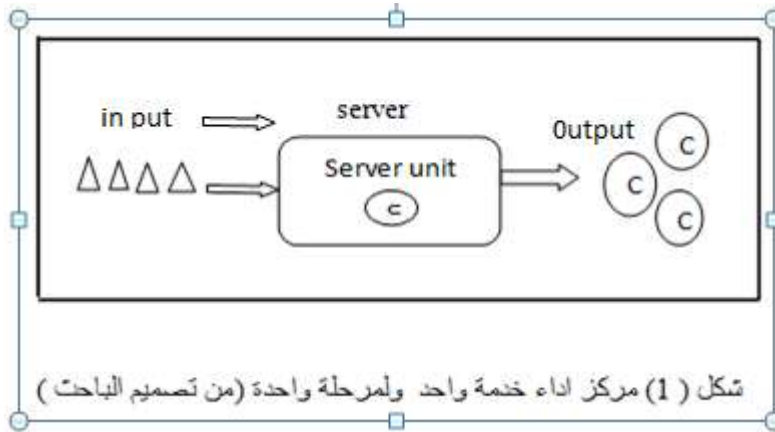 in put
server
0utput
Server unit
c
C
C
C
شكل ( 1) مركز اداء خدمة واحد ولمرحلة واحدة (من تصميم الباحث )